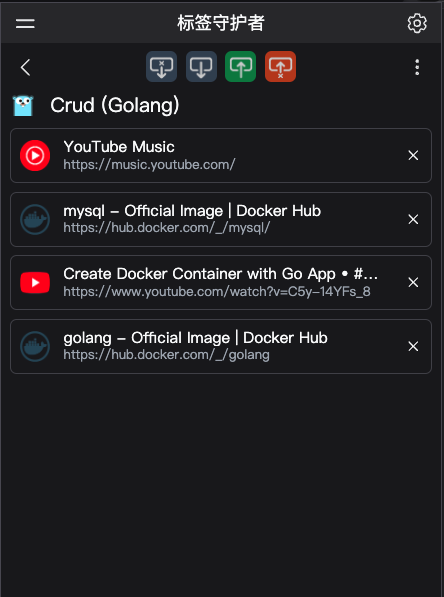 标签守护者
Crud (Golang)
YouTube Music
https://music.youtube.com/
mysql - Official Image | Docker Hub
https://hub.docker.com/_/mysql/
Create Docker Container with Go App • #...
https://www.youtube.com/watch?v=C5y-14YFs_8
golang - Official Image | Docker Hub
https://hub.docker.com/_/golang